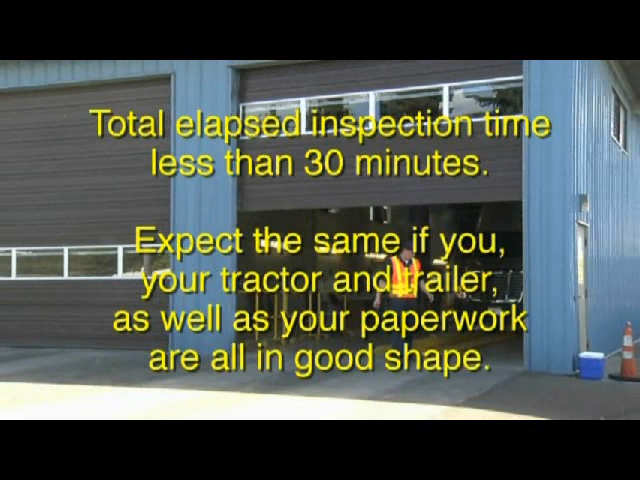 Total elapsed inspection time
less than 30 minutes.
Expect the same if you,
your tractor and trailer,
as well as your paperwork
are all in good shape.